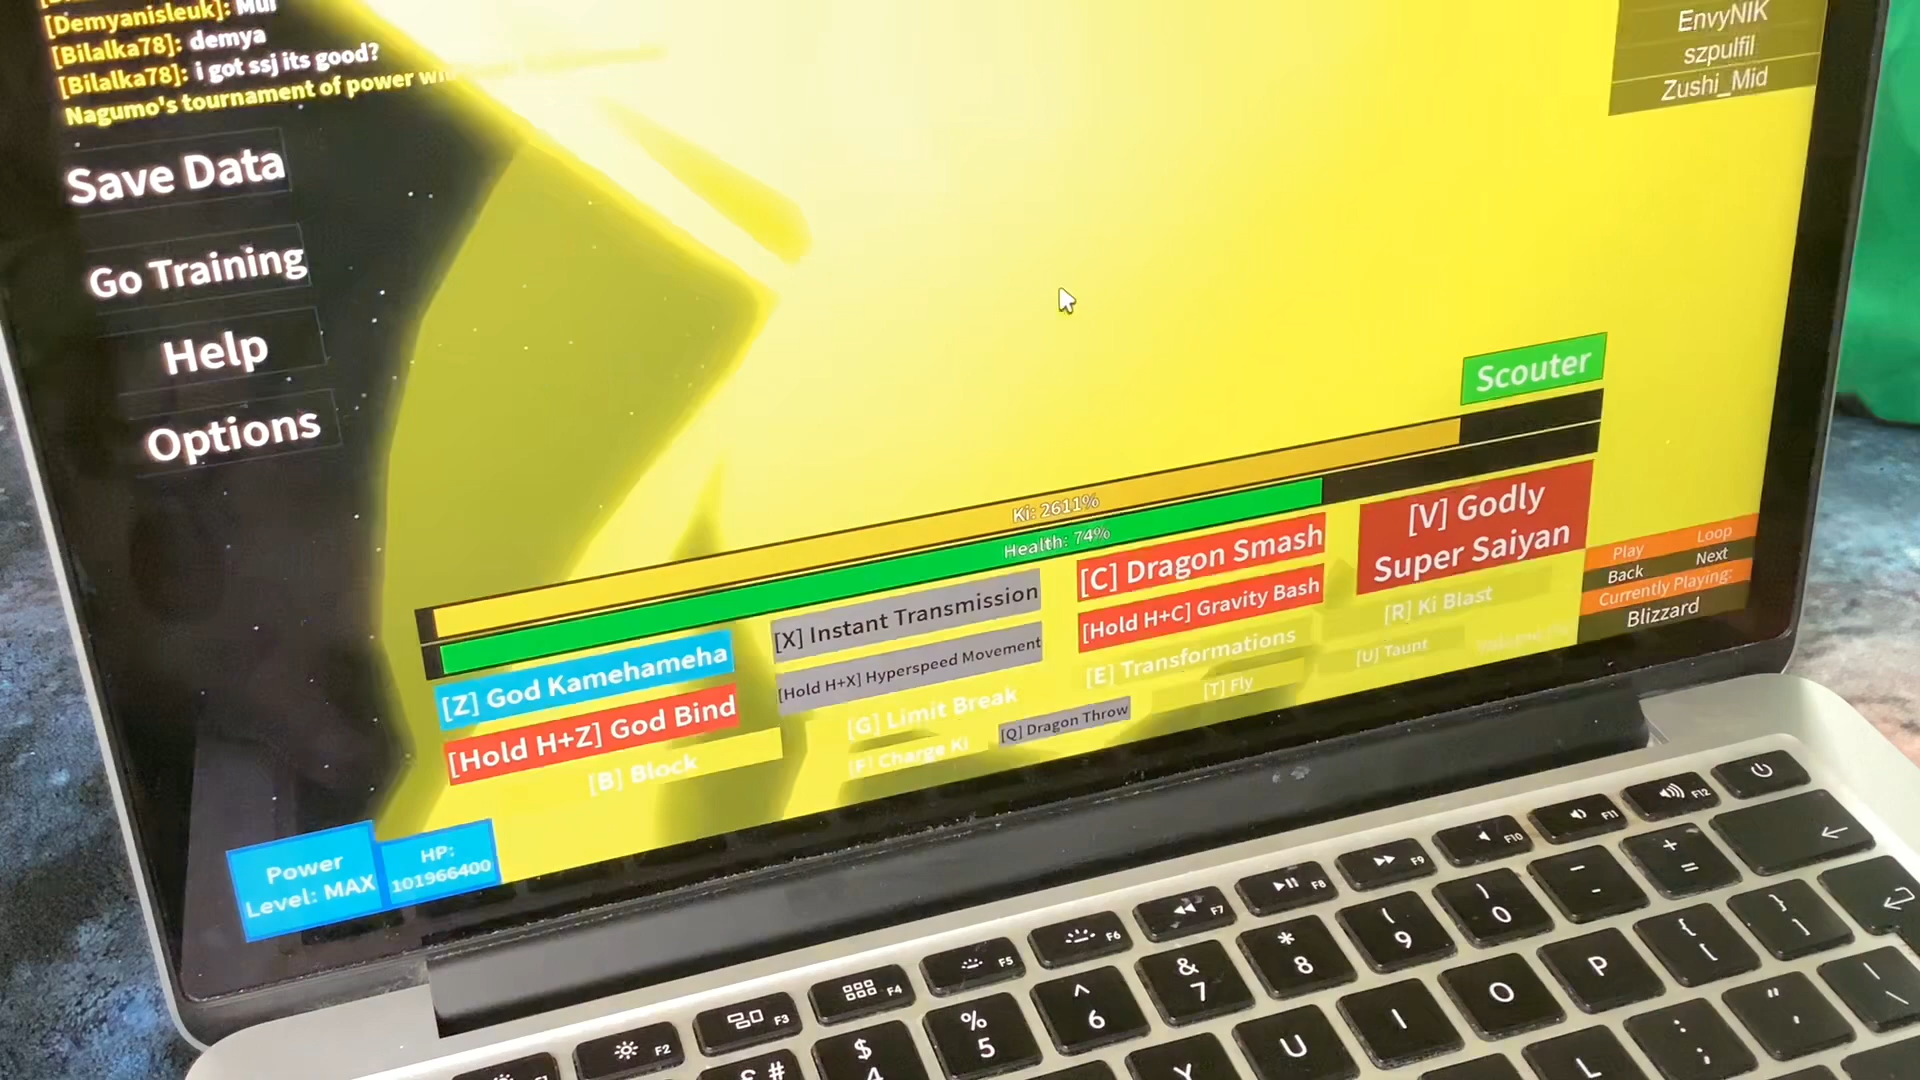 [Demyanisleuk]: Mui
[Bilalka78]: demya
[Bilalka78]: i got ssj its good?
Nagumo's tournament of power
EnvyNIK
szpulfil
Zushi_Mid
Save Data
Go Training
Help
Options
Scouter
Ki: 2611%
Health: 74%
[Z] God Kamehameha
[Hold H+Z] God Bind
[B] Block
[X] Instant Transmission
[Hold H+X] Hyperspeed Movement
[G] Limit Break
[F] Charge Ki
[Q] Dragon Throw
[C] Dragon Smash
[Hold H+C] Gravity Bash
[E] Transformations
[T] Fly
[V] Godly
Super Saiyan
[R] Ki Blast
[U] Taunt
Play Loop
Back Next
Currently Playing:
Blizzard
Power
Level: MAX
HP:
101966400
F2 F3 F4 F5 F6 F7 F8 F9 F10 F11 F12
# $ 4 % 5 ^ 6 & 7 * 8 ( 9 ) 0 _ - + =
Y U I O P { [ } ]
L : ; " ' \